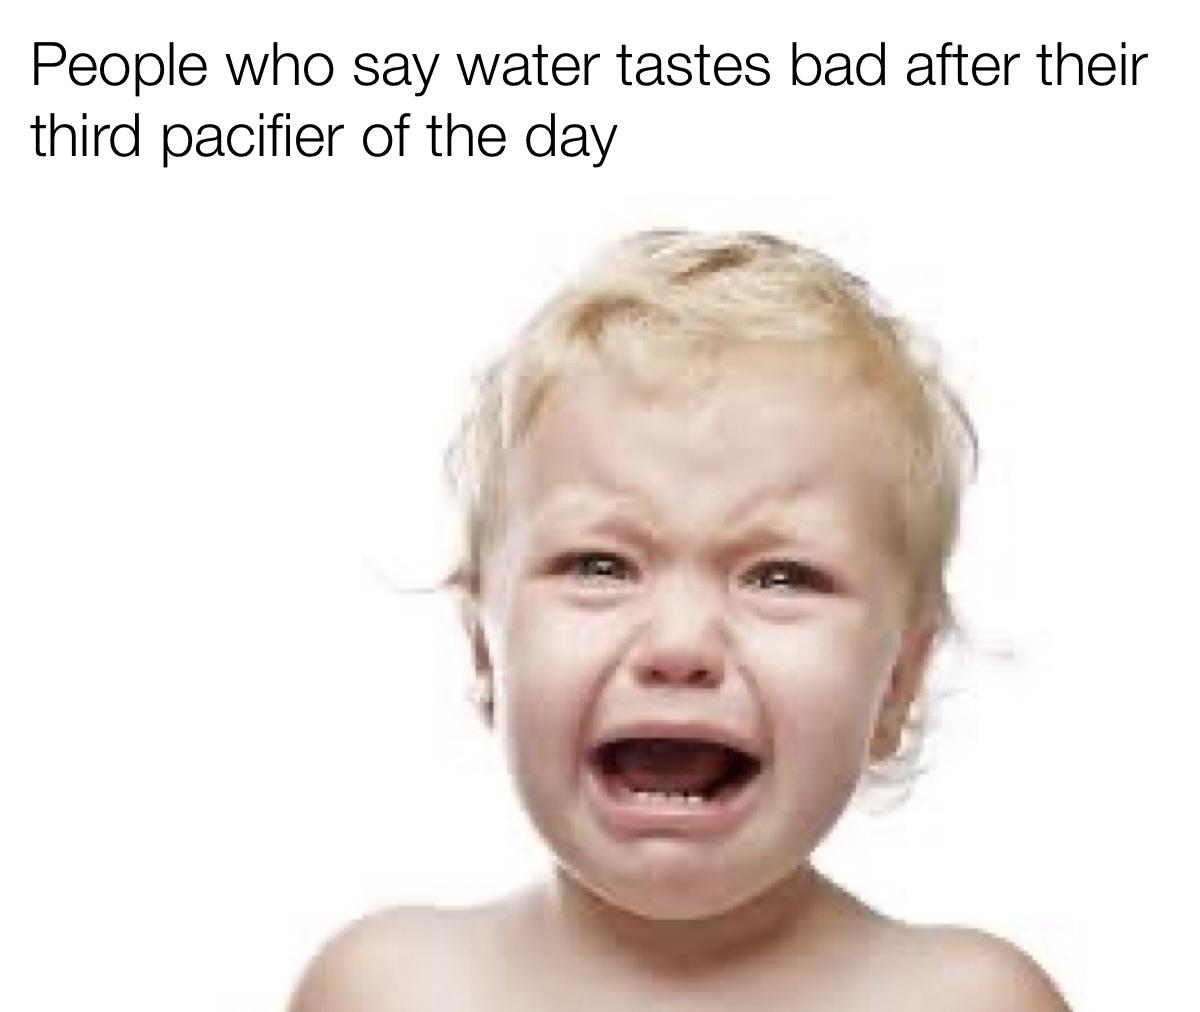 People who say water tastes bad after their
third pacifier of the day